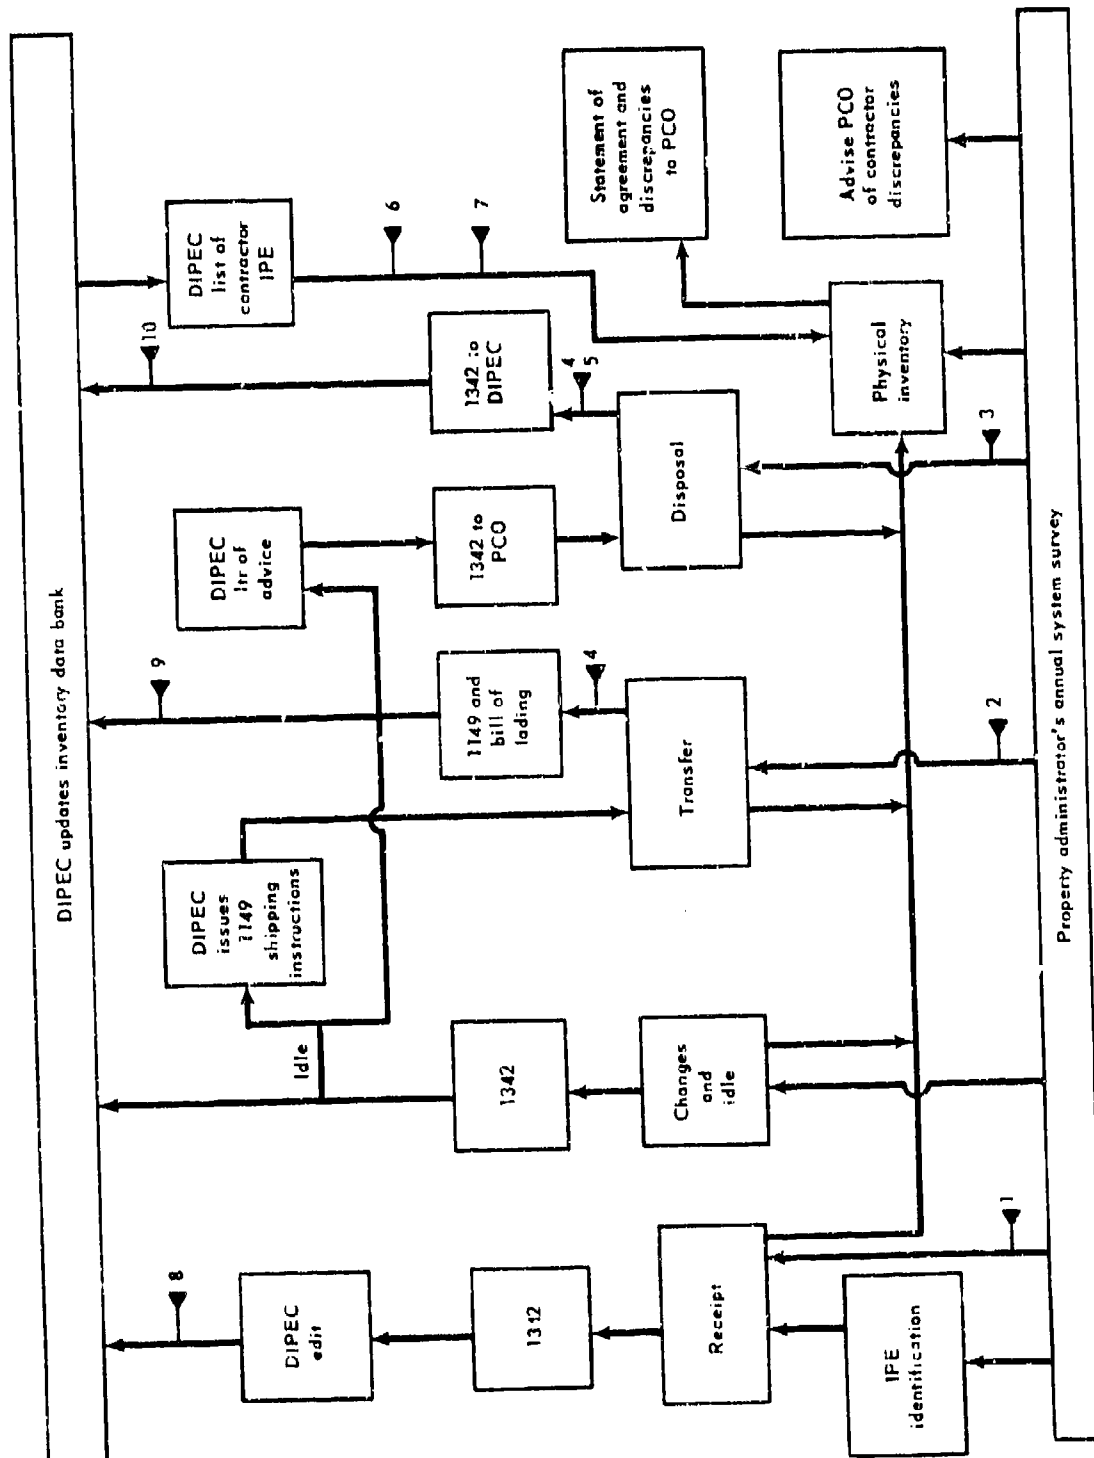 DIPEC updates inventory data bank
8
DIPEC
edit
1312
Receipt
IPE
identification
1
Idle
1342
Changes
and
idle
DIPEC
issues
1149
shipping
instructions
9
1149 and
bill of
lading
4
Transfer
2
DIPEC
ltr of
advice
1342 to
PCO
Disposal
3
10
1342 to
DIPEC
4
5
DIPEC
list of
contractor
IPE
6
7
Physical
inventory
Statement of
agreement and
discrepancies
to PCO
Advise PCO
of contractor
discrepancies
Property administrator's annual system survey